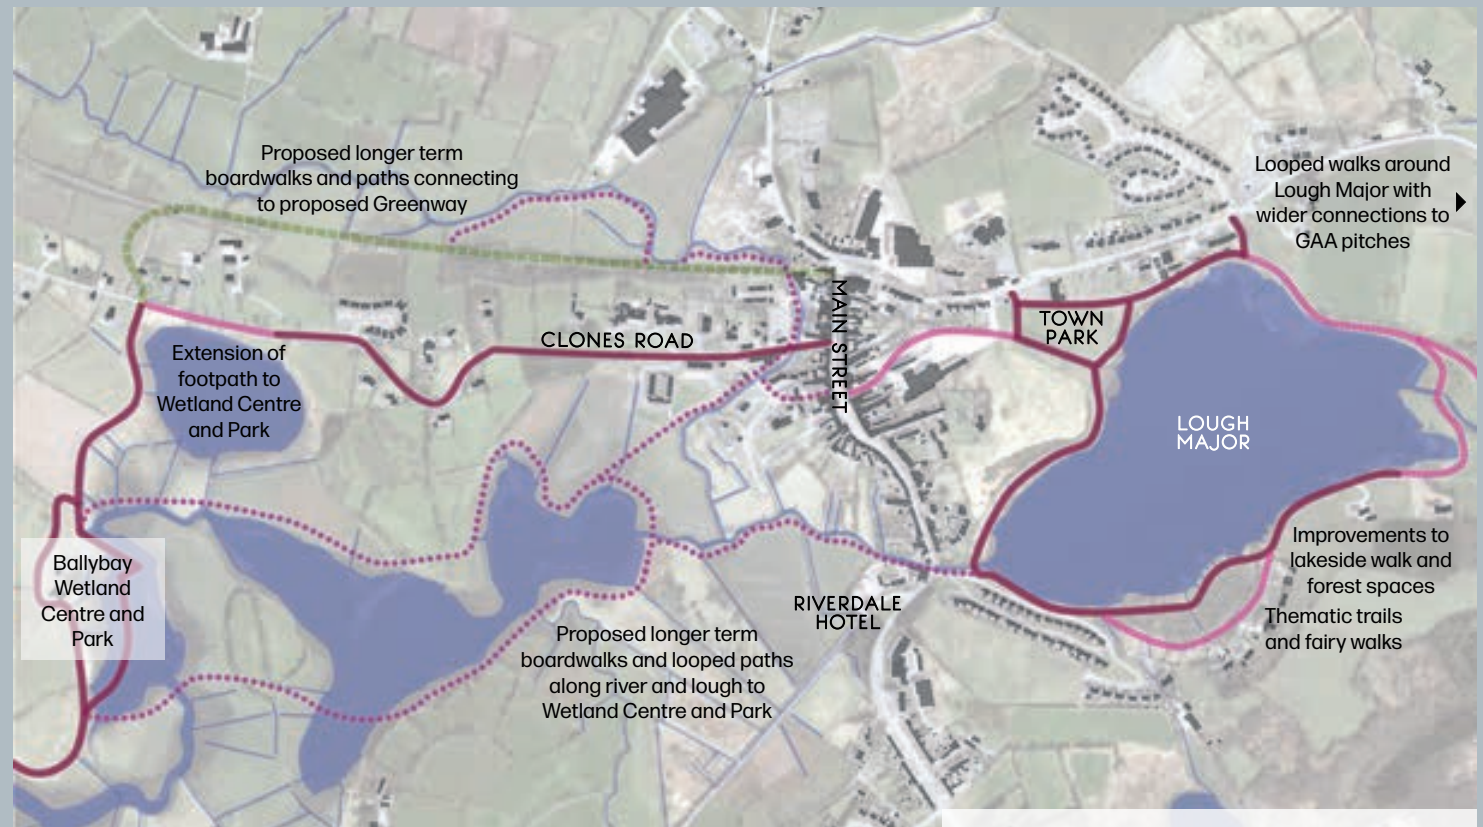 Proposed longer term
boardwalks and paths connecting
to proposed Greenway
Looped walks around
Lough Major with
wider connections to
GAA pitches
MAIN STREET
CLONES ROAD
TOWN
PARK
Extension of
footpath to
Wetland Centre
and Park
LOUGH
MAJOR
Ballybay
Wetland
Centre and
Park
Improvements to
lakeside walk and
forest spaces
RIVERDALE
HOTEL
Thematic trails
and fairy walks
Proposed longer term
boardwalks and looped paths
along river and lough to
Wetland Centre and Park